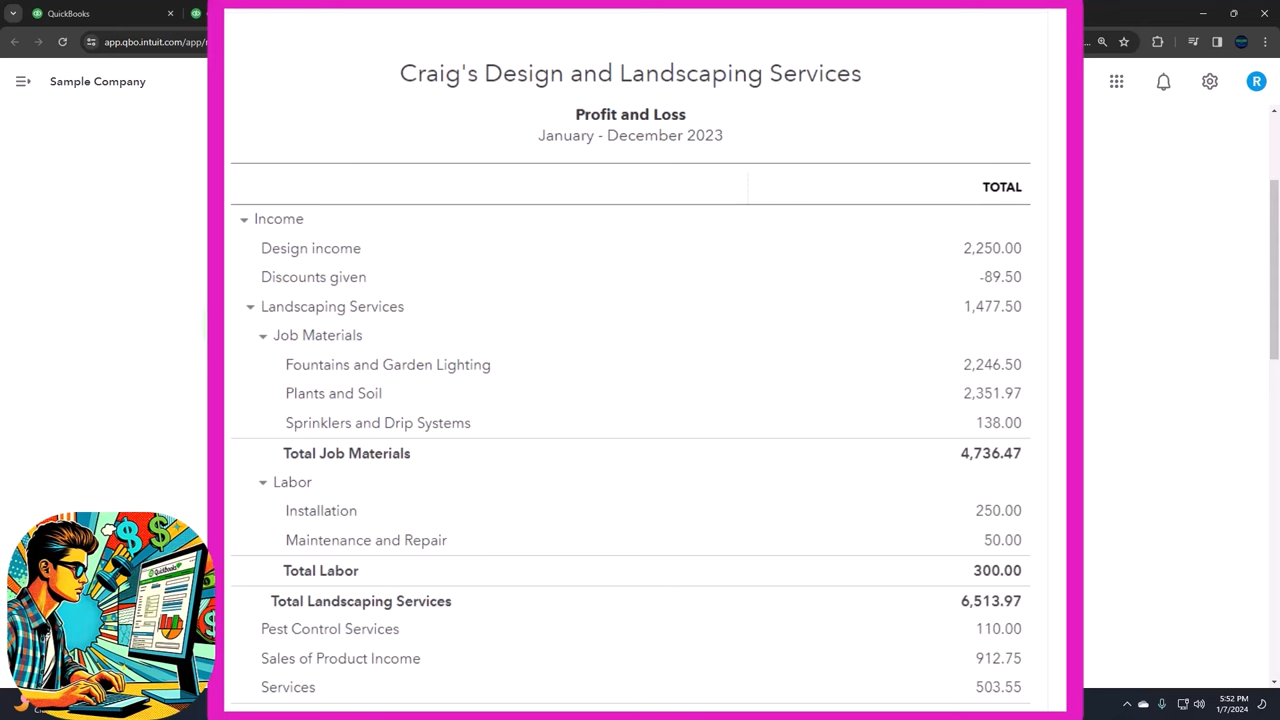 QuickBooks
app.qbo.intuit.com/app/r
Sample Company
R
Craig's Design and Landscaping Services
Profit and Loss
January - December 2023
TOTAL
Income
Design income 2,250.00
Discounts given -89.50
Landscaping Services 1,477.50
Job Materials
Fountains and Garden Lighting 2,246.50
Plants and Soil 2,351.97
Sprinklers and Drip Systems 138.00
Total Job Materials 4,736.47
Labor
Installation 250.00
Maintenance and Repair 50.00
Total Labor 300.00
Total Landscaping Services 6,513.97
Pest Control Services 110.00
Sales of Product Income 912.75
Services 503.55
5:52 PM
1/7/2024